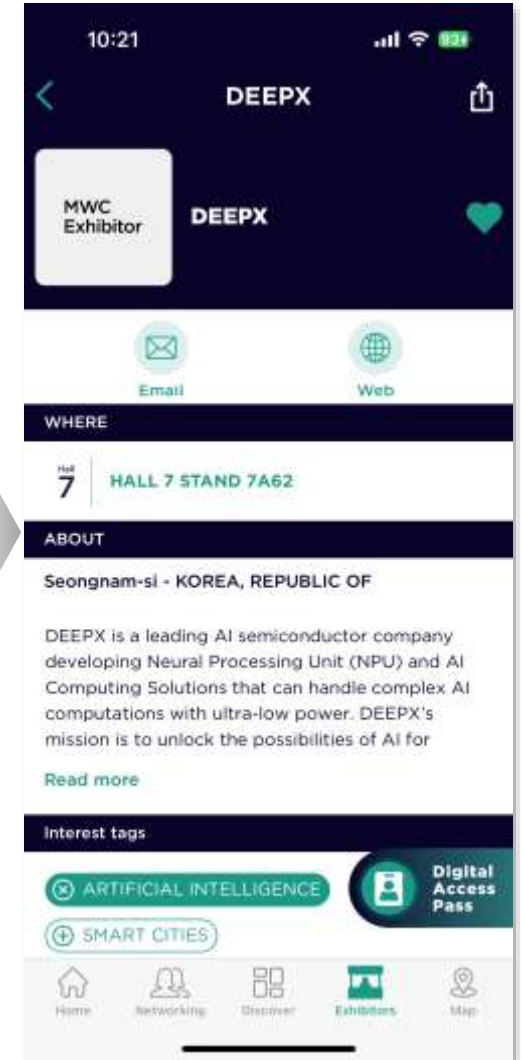 10:21
93
DEEPX
MWC
Exhibitor
DEEPX
Email
Web
WHERE
Hall
7
HALL 7 STAND 7A62
ABOUT
Seongnam-si - KOREA, REPUBLIC OF
DEEPX is a leading AI semiconductor company
developing Neural Processing Unit (NPU) and AI
Computing Solutions that can handle complex AI
computations with ultra-low power. DEEPX's
mission is to unlock the possibilities of AI for
Read more
Interest tags
ARTIFICIAL INTELLIGENCE
SMART CITIES
Digital
Access
Pass
Home
Networking
Discover
Exhibitors
Map